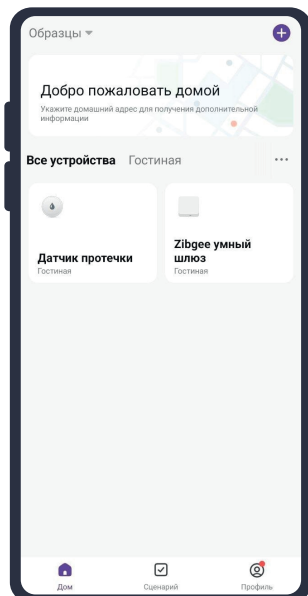 Образцы
Добро пожаловать домой
Укажите домашний адрес для получения дополнительной
информации
Все устройства Гостиная
Датчик протечки
Гостиная
Zibgee умный
шлюз
Гостиная
Дом Сценарий Профиль